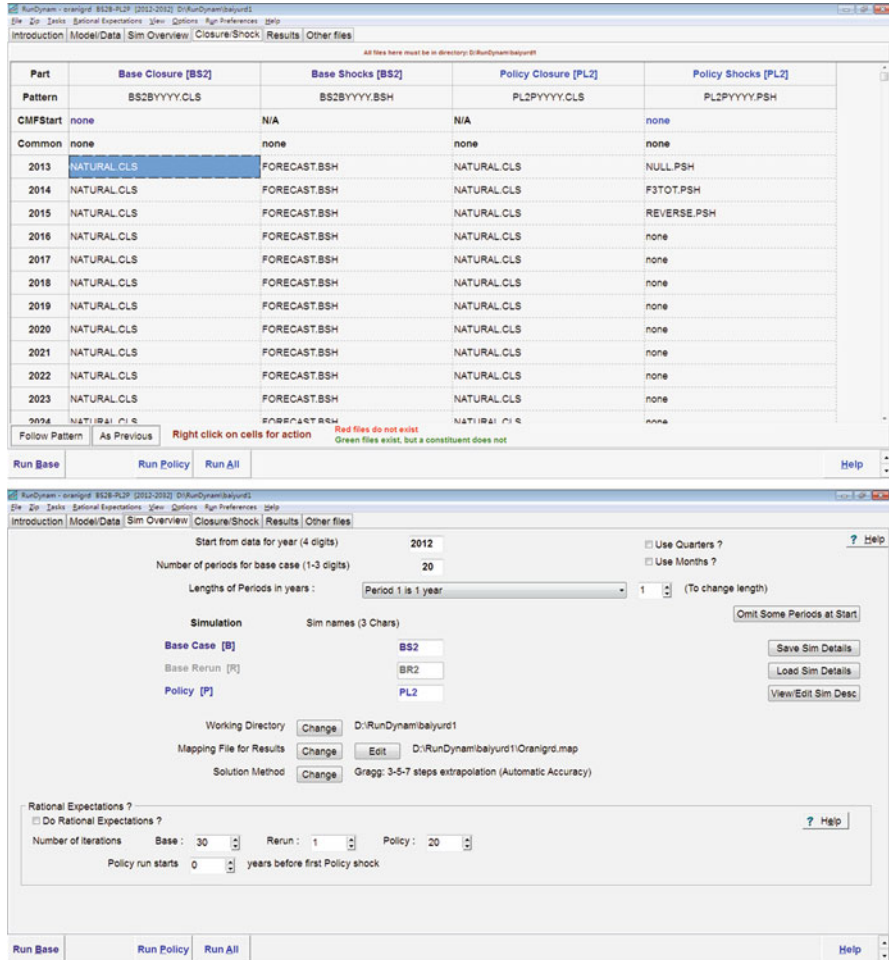 RunDynam - oranigrd BS2B-PL2P [2012-2032] D:\RunDynam\baiyurd1
File Zip Tasks Rational Expectations View Options Run Preferences Help
Introduction Model/Data Sim Overview Closure/Shock Results Other files
All files here must be in directory: D:\RunDynam\baiyurd1
Part Base Closure [BS2] Base Shocks [BS2] Policy Closure [PL2] Policy Shocks [PL2]
Pattern BS2BYYYY.CLS BS2BYYYY.BSH PL2PYYYY.CLS PL2PYYYY.PSH
CMFStart none N/A N/A none
Common none none none none
2013 NATURAL.CLS FORECAST.BSH NATURAL.CLS NULL.PSH
2014 NATURAL.CLS FORECAST.BSH NATURAL.CLS F3TOT.PSH
2015 NATURAL.CLS FORECAST.BSH NATURAL.CLS REVERSE.PSH
2016 NATURAL.CLS FORECAST.BSH NATURAL.CLS none
2017 NATURAL.CLS FORECAST.BSH NATURAL.CLS none
2018 NATURAL.CLS FORECAST.BSH NATURAL.CLS none
2019 NATURAL.CLS FORECAST.BSH NATURAL.CLS none
2020 NATURAL.CLS FORECAST.BSH NATURAL.CLS none
2021 NATURAL.CLS FORECAST.BSH NATURAL.CLS none
2022 NATURAL.CLS FORECAST.BSH NATURAL.CLS none
2023 NATURAL.CLS FORECAST.BSH NATURAL.CLS none
2024 NATURAL.CLS FORECAST.BSH NATURAL.CLS none
Follow Pattern As Previous Right click on cells for action Red files do not exist
Green files exist, but a constituent does not
Run Base Run Policy Run All Help
RunDynam - oranigrd BS2B-PL2P [2012-2032] D:\RunDynam\baiyurd1
File Zip Tasks Rational Expectations View Options Run Preferences Help
Introduction Model/Data Sim Overview Closure/Shock Results Other files
Start from data for year (4 digits) 2012 Use Quarters ? ? Help
Number of periods for base case (1-3 digits) 20 Use Months ?
Lengths of Periods in years : Period 1 is 1 year 1 (To change length)
Omit Some Periods at Start
Simulation Sim names (3 Chars)
Base Case [B] BS2 Save Sim Details
Base Rerun [R] BR2 Load Sim Details
Policy [P] PL2 View/Edit Sim Desc
Working Directory Change D:\RunDynam\baiyurd1
Mapping File for Results Change Edit D:\RunDynam\baiyurd1\Oranigrd.map
Solution Method Change Gragg: 3-5-7 steps extrapolation (Automatic Accuracy)
Rational Expectations ?
Do Rational Expectations ? ? Help
Number of iterations Base : 30 Rerun : 1 Policy : 20
Policy run starts 0 years before first Policy shock
Run Base Run Policy Run All Help